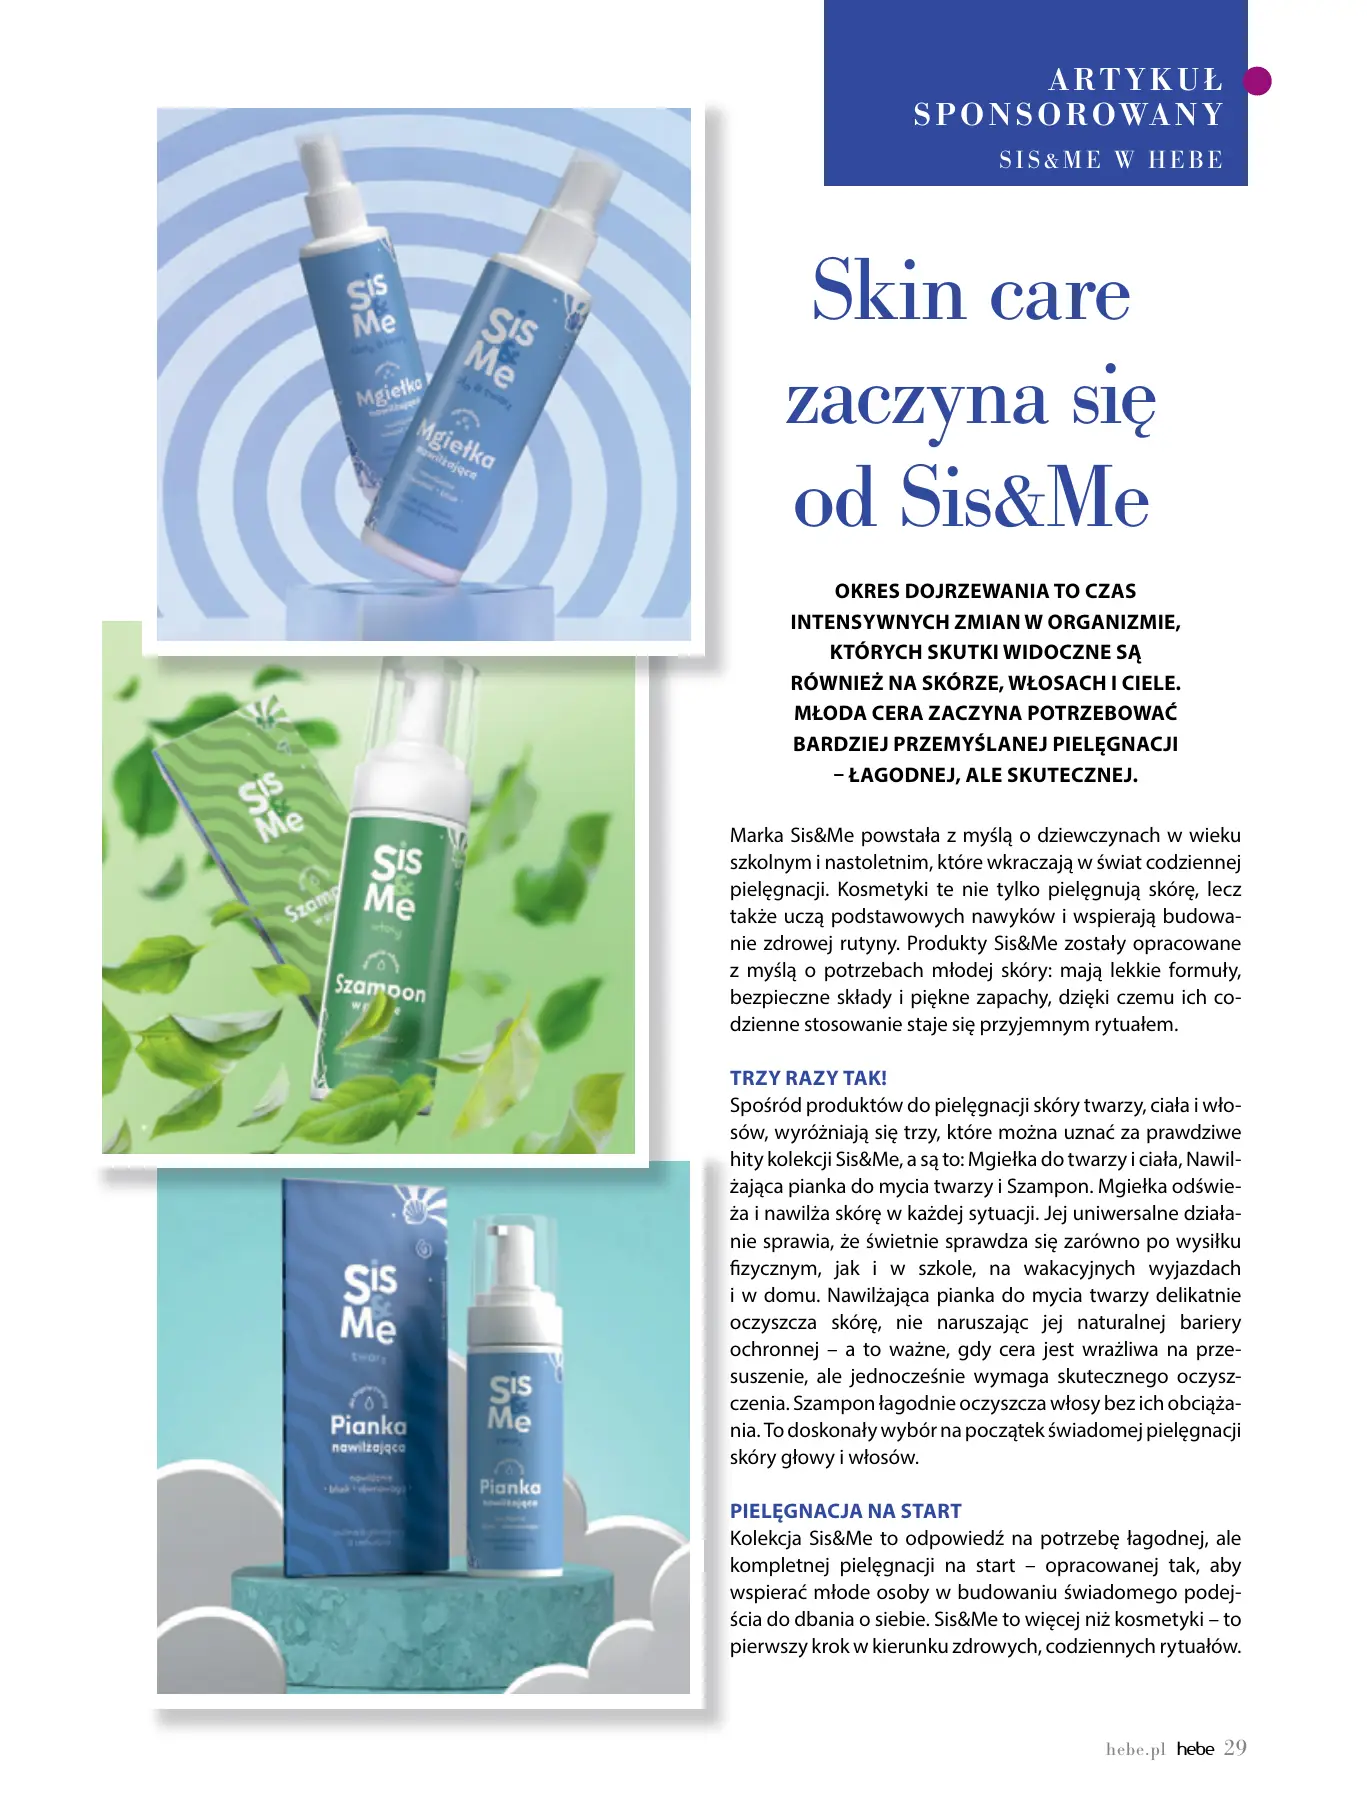 ARTYKUŁ
SPONSOROWANY
SIS&ME W HEBE
Skin care
zaczyna się
od Sis&Me
OKRES DOJRZEWANIA TO CZAS
INTENSYWNYCH ZMIAN W ORGANIZMIE,
KTÓRYCH SKUTKI WIDOCZNE SĄ
RÓWNIEŻ NA SKÓRZE, WŁOSACH I CIELE.
MŁODA CERA ZACZYNA POTRZEBOWAĆ
BARDZIEJ PRZEMYŚLANEJ PIELĘGNACJI
– ŁAGODNEJ, ALE SKUTECZNEJ.
Marka Sis&Me powstała z myślą o dziewczynach w wieku
szkolnym i nastoletnim, które wkraczają w świat codziennej
pielęgnacji. Kosmetyki te nie tylko pielęgnują skórę, lecz
także uczą podstawowych nawyków i wspierają budowa-
nie zdrowej rutyny. Produkty Sis&Me zostały opracowane
z myślą o potrzebach młodej skóry: mają lekkie formuły,
bezpieczne składy i piękne zapachy, dzięki czemu ich co-
dzienne stosowanie staje się przyjemnym rytuałem.
TRZY RAZY TAK!
Spośród produktów do pielęgnacji skóry twarzy, ciała i wło-
sów, wyróżniają się trzy, które można uznać za prawdziwe
hity kolekcji Sis&Me, a są to: Mgiełka do twarzy i ciała, Nawil-
żająca pianka do mycia twarzy i Szampon. Mgiełka odświe-
ża i nawilża skórę w każdej sytuacji. Jej uniwersalne działa-
nie sprawia, że świetnie sprawdza się zarówno po wysiłku
fizycznym, jak i w szkole, na wakacyjnych wyjazdach
i w domu. Nawilżająca pianka do mycia twarzy delikatnie
oczyszcza skórę, nie naruszając jej naturalnej bariery
ochronnej – a to ważne, gdy cera jest wrażliwa na prze-
suszenie, ale jednocześnie wymaga skutecznego oczysz-
czenia. Szampon łagodnie oczyszcza włosy bez ich obciąża-
nia. To doskonały wybór na początek świadomej pielęgnacji
skóry głowy i włosów.
PIELĘGNACJA NA START
Kolekcja Sis&Me to odpowiedź na potrzebę łagodnej, ale
kompletnej pielęgnacji na start – opracowanej tak, aby
wspierać młode osoby w budowaniu świadomego podej-
ścia do dbania o siebie. Sis&Me to więcej niż kosmetyki – to
pierwszy krok w kierunku zdrowych, codziennych rytuałów.
Sis
&
Me
Mgiełka
nawilżająca
Sis
&
Me
Mgiełka
nawilżająca
Sis
&
Me
Sis
&
Me
włosy
Szampon
Sis
&
Me
twarz
Pianka
nawilżająca
Sis
&
Me
twarz
Pianka
nawilżająca
hebe.pl hebe 29